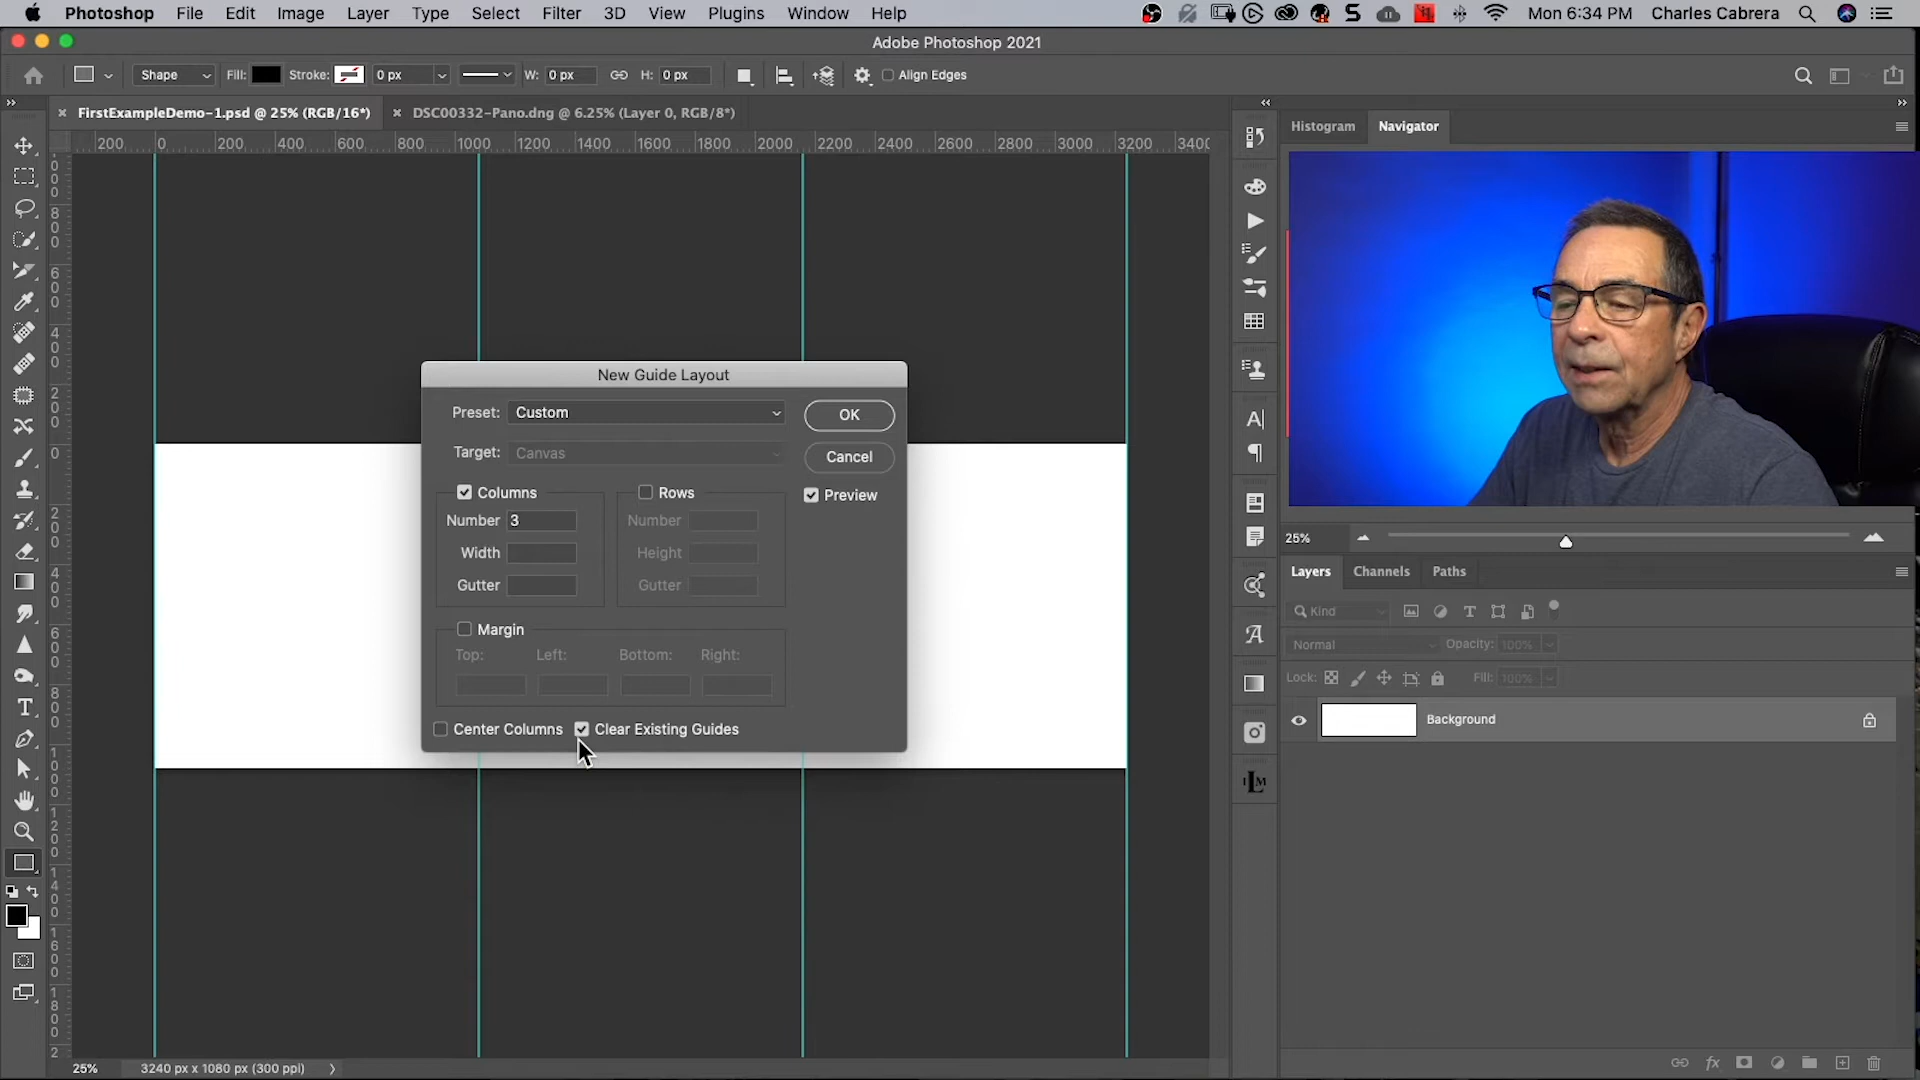 Photoshop File Edit Image Layer Type Select Filter 3D View Plugins Window Help Mon 6:34 PM Charles Cabrera
Adobe Photoshop 2021
Shape Fill: Stroke: 0 px W: 0 px H: 0 px Align Edges
FirstExampleDemo-1.psd @ 25% (RGB/16*) DSC00332-Pano.dng @ 6.25% (Layer 0, RGB/8*)
Histogram Navigator
200 0 200 400 600 800 1000 1200 1400 1600 1800 2000 2200 2400 2600 2800 3000 3200 3400
New Guide Layout
Preset: Custom OK
Target: Canvas Cancel
Columns Rows Preview
Number 3 Number
Width Height
Gutter Gutter
Margin
Top: Left: Bottom: Right:
Center Columns Clear Existing Guides
25%
Layers Channels Paths
Kind
Normal Opacity: 100%
Lock: Fill: 100%
Background
25% 3240 px x 1080 px (300 ppi)